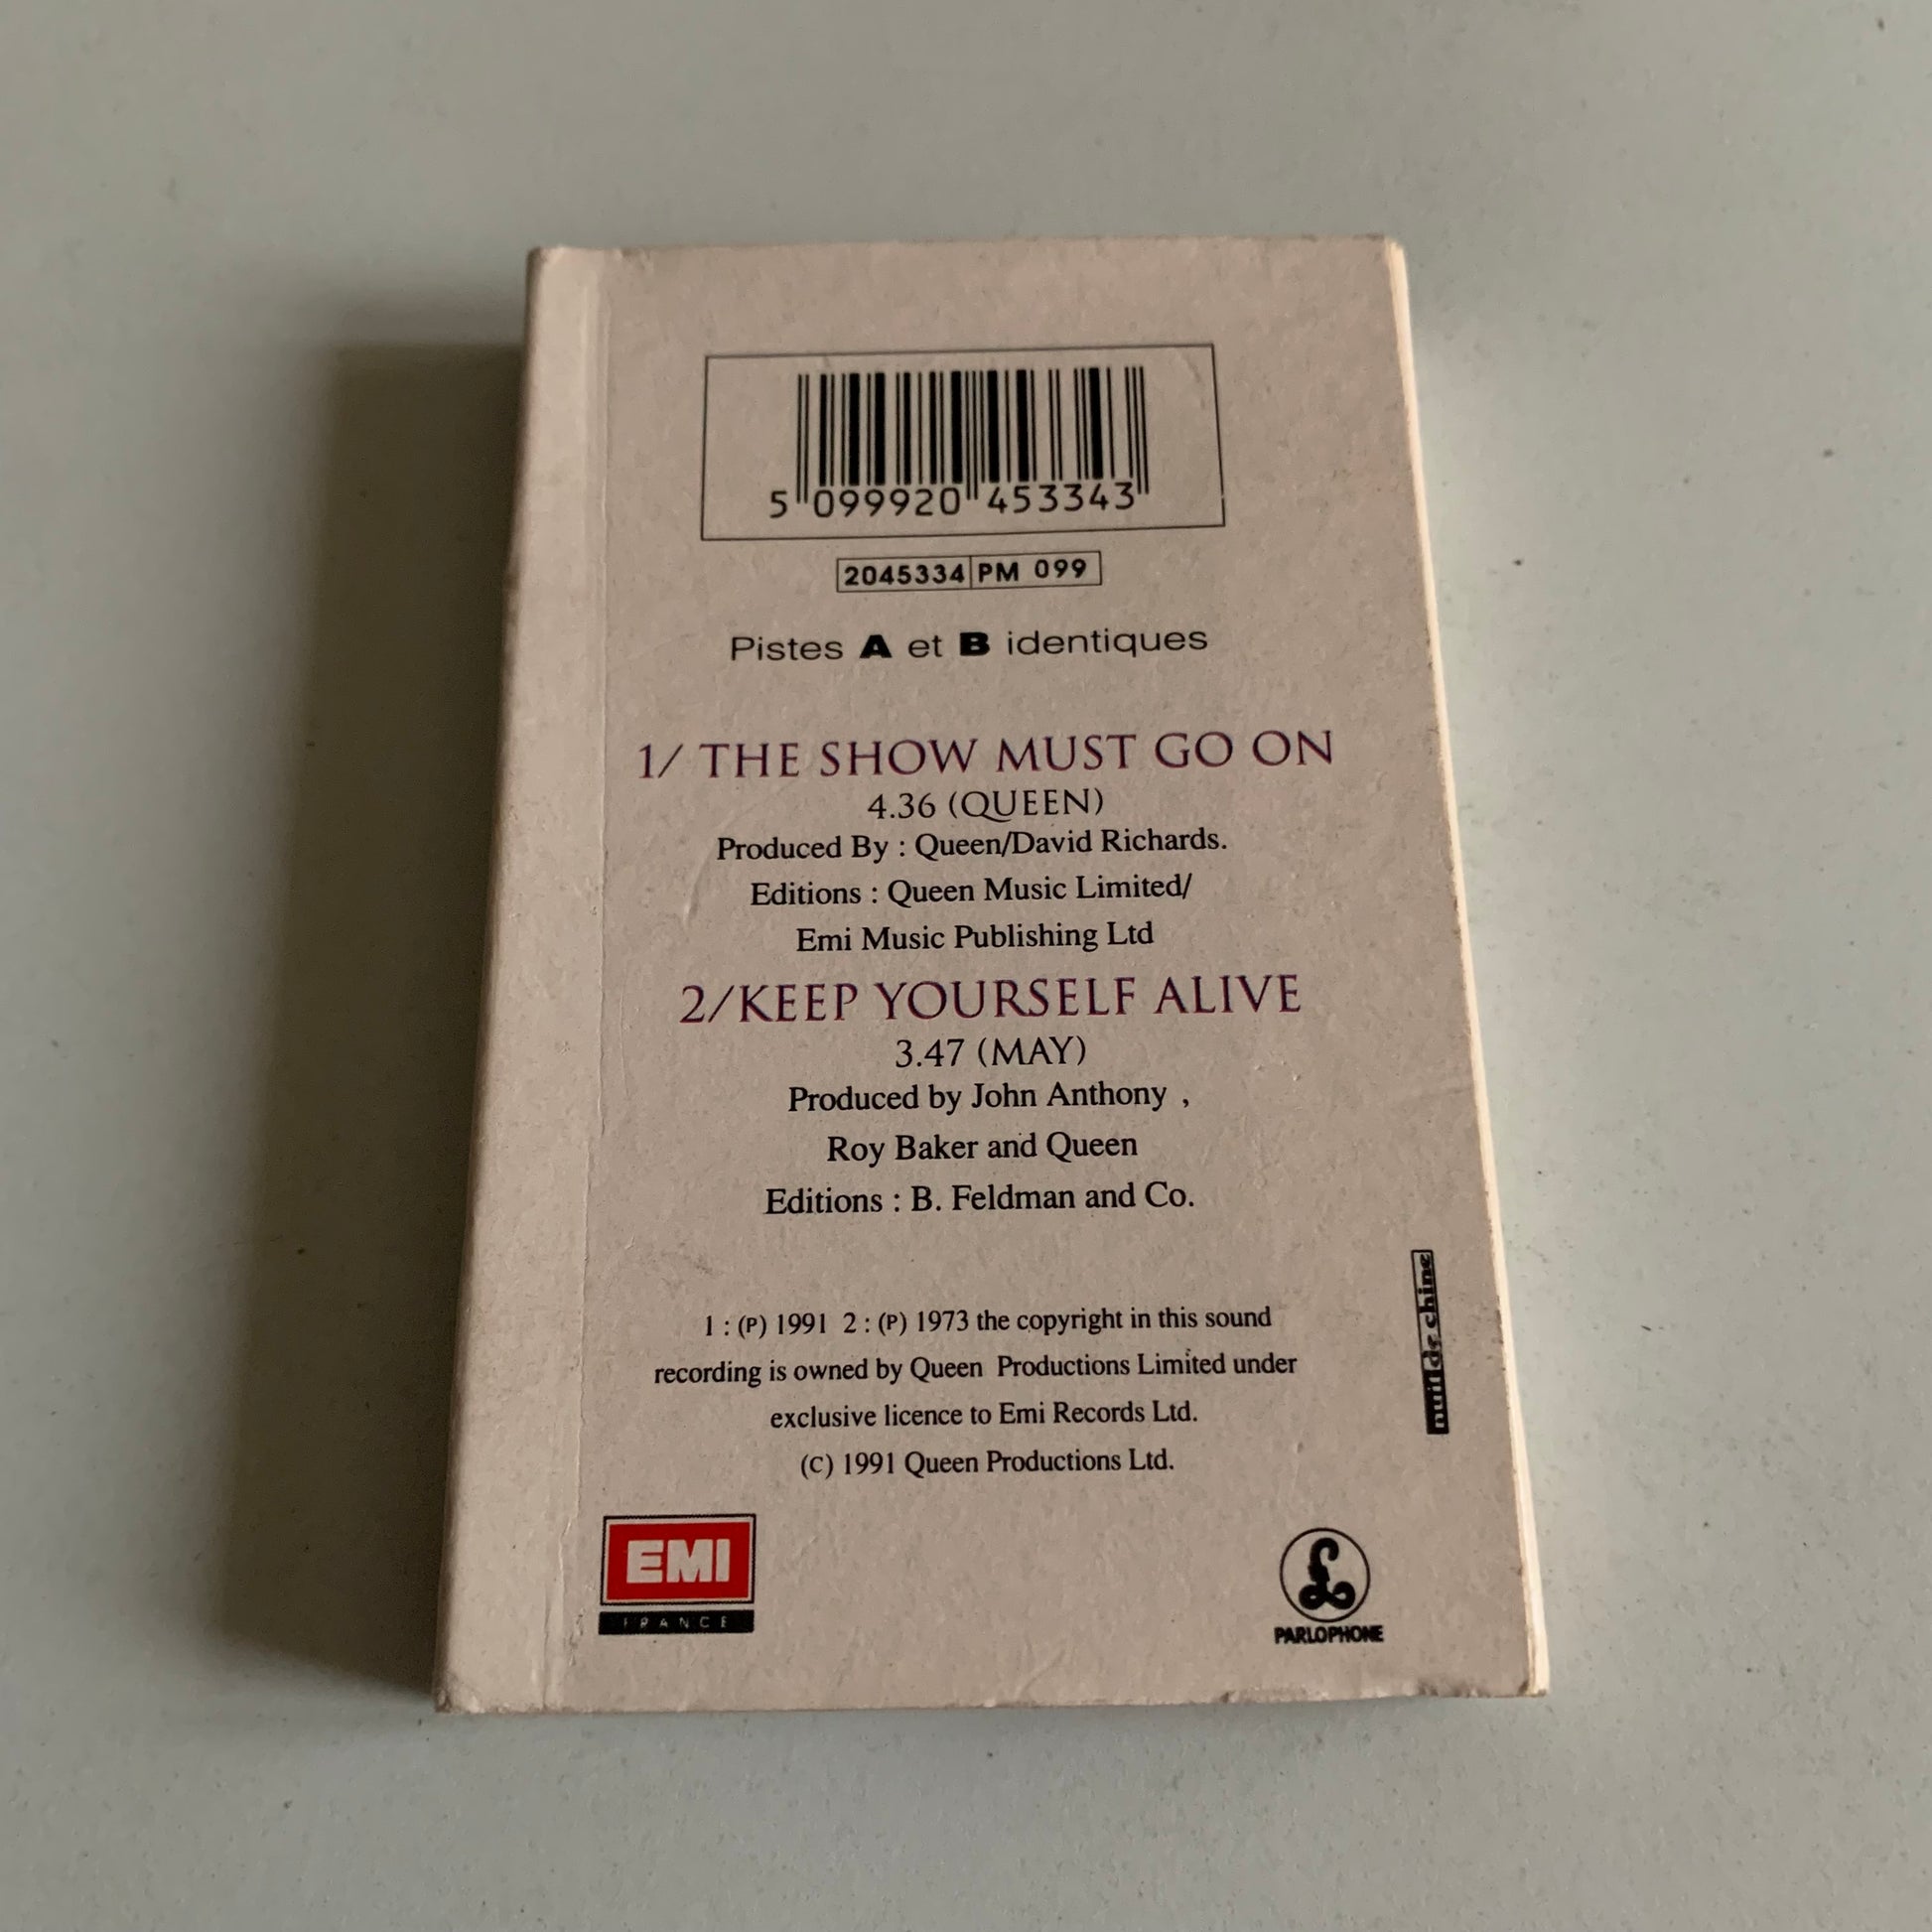 5 099920 453343
2045334 PM 099
Pistes A et B identiques
1/ THE SHOW MUST GO ON
4.36 (QUEEN)
Produced By : Queen/David Richards.
Editions : Queen Music Limited/
Emi Music Publishing Ltd
2/KEEP YOURSELF ALIVE
3.47 (MAY)
Produced by John Anthony ,
Roy Baker and Queen
Editions : B. Feldman and Co.
1 : (P) 1991 2 : (P) 1973 the copyright in this sound
recording is owned by Queen Productions Limited under
exclusive licence to Emi Records Ltd.
(C) 1991 Queen Productions Ltd.
nuit de chine
EMI
FRANCE
PARLOPHONE